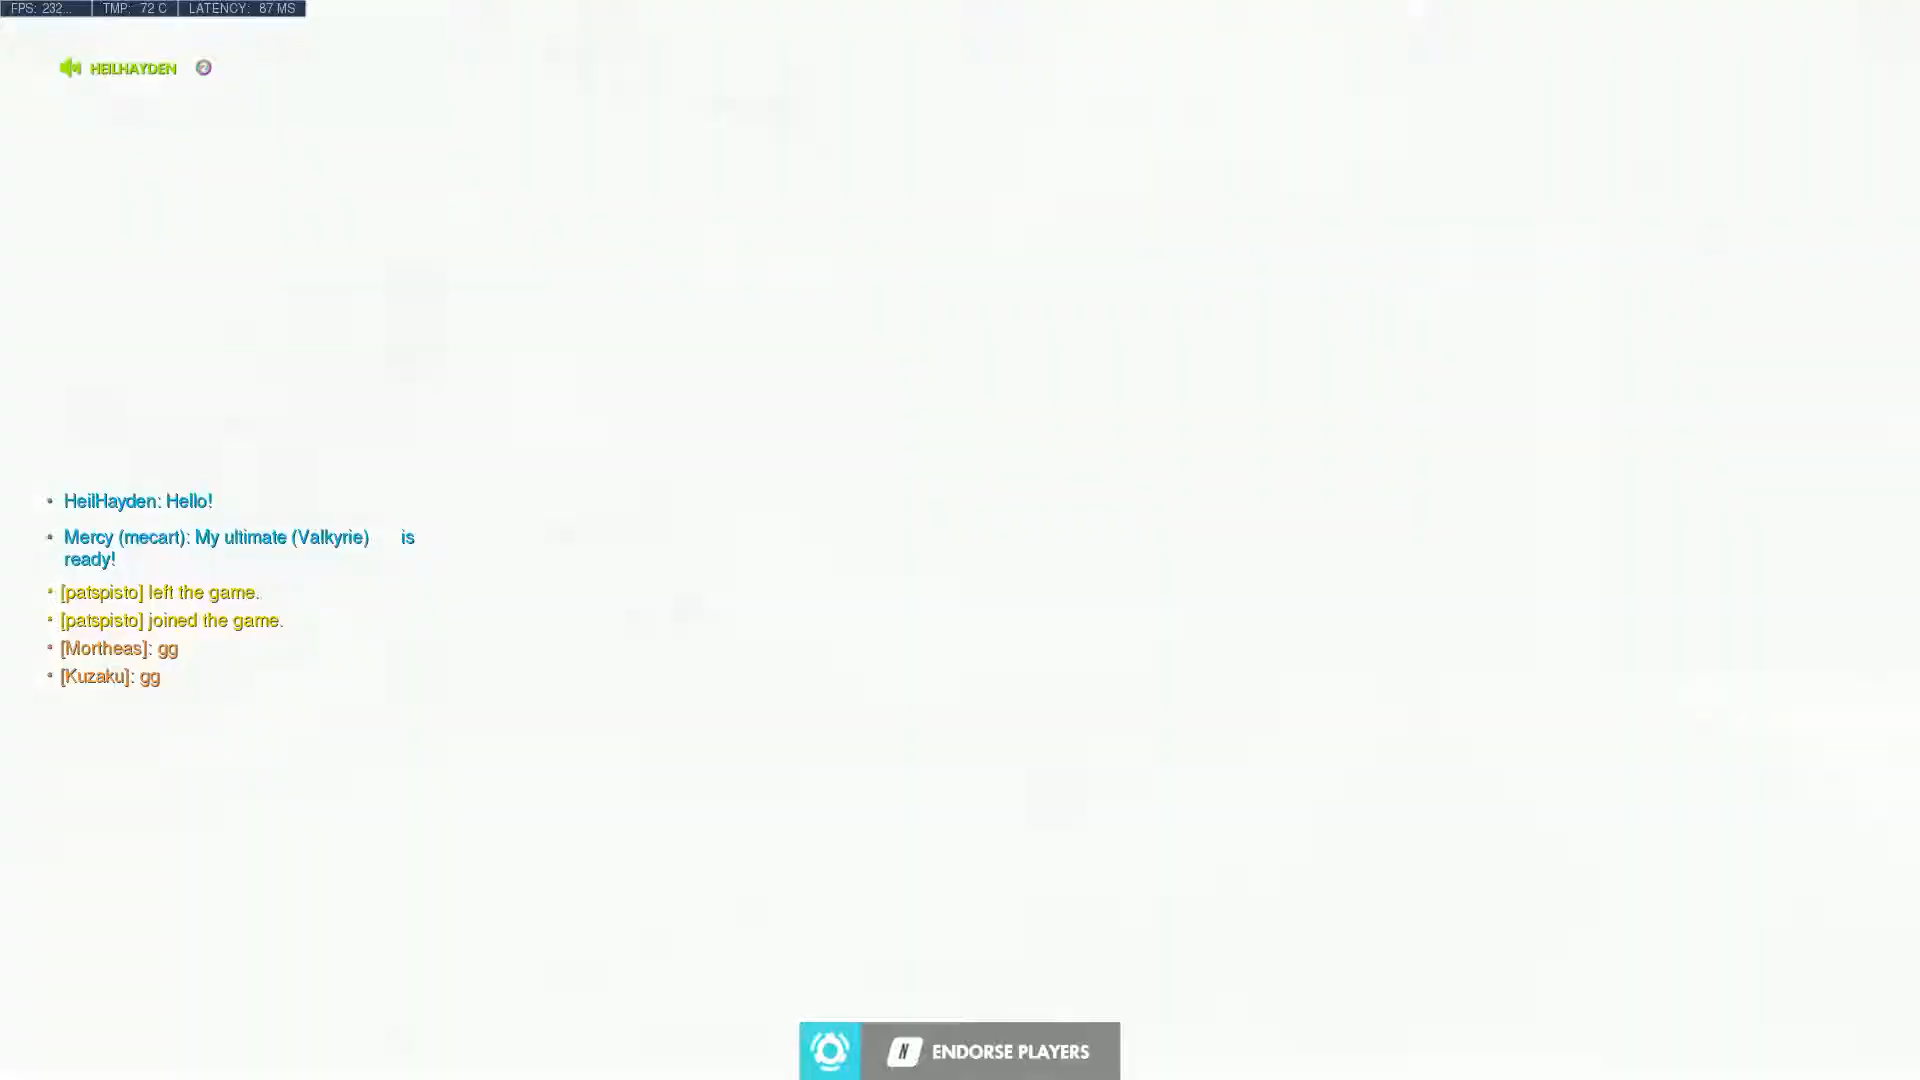 FPS: 232... TMP: 72 C LATENCY: 87 MS
HEILHAYDEN
HeilHayden: Hello!
Mercy (mecart): My ultimate (Valkyrie) is
ready!
[patspisto] left the game.
[patspisto] joined the game.
[Mortheas]: gg
[Kuzaku]: gg
N ENDORSE PLAYERS